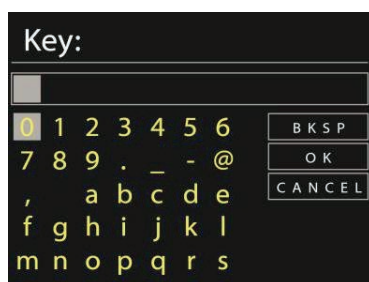 Key:
0 1 2 3 4 5 6
BKSP
7 8 9 . _ - @
OK
, a b c d e
CANCEL
f g h i j k l
m n o p q r s